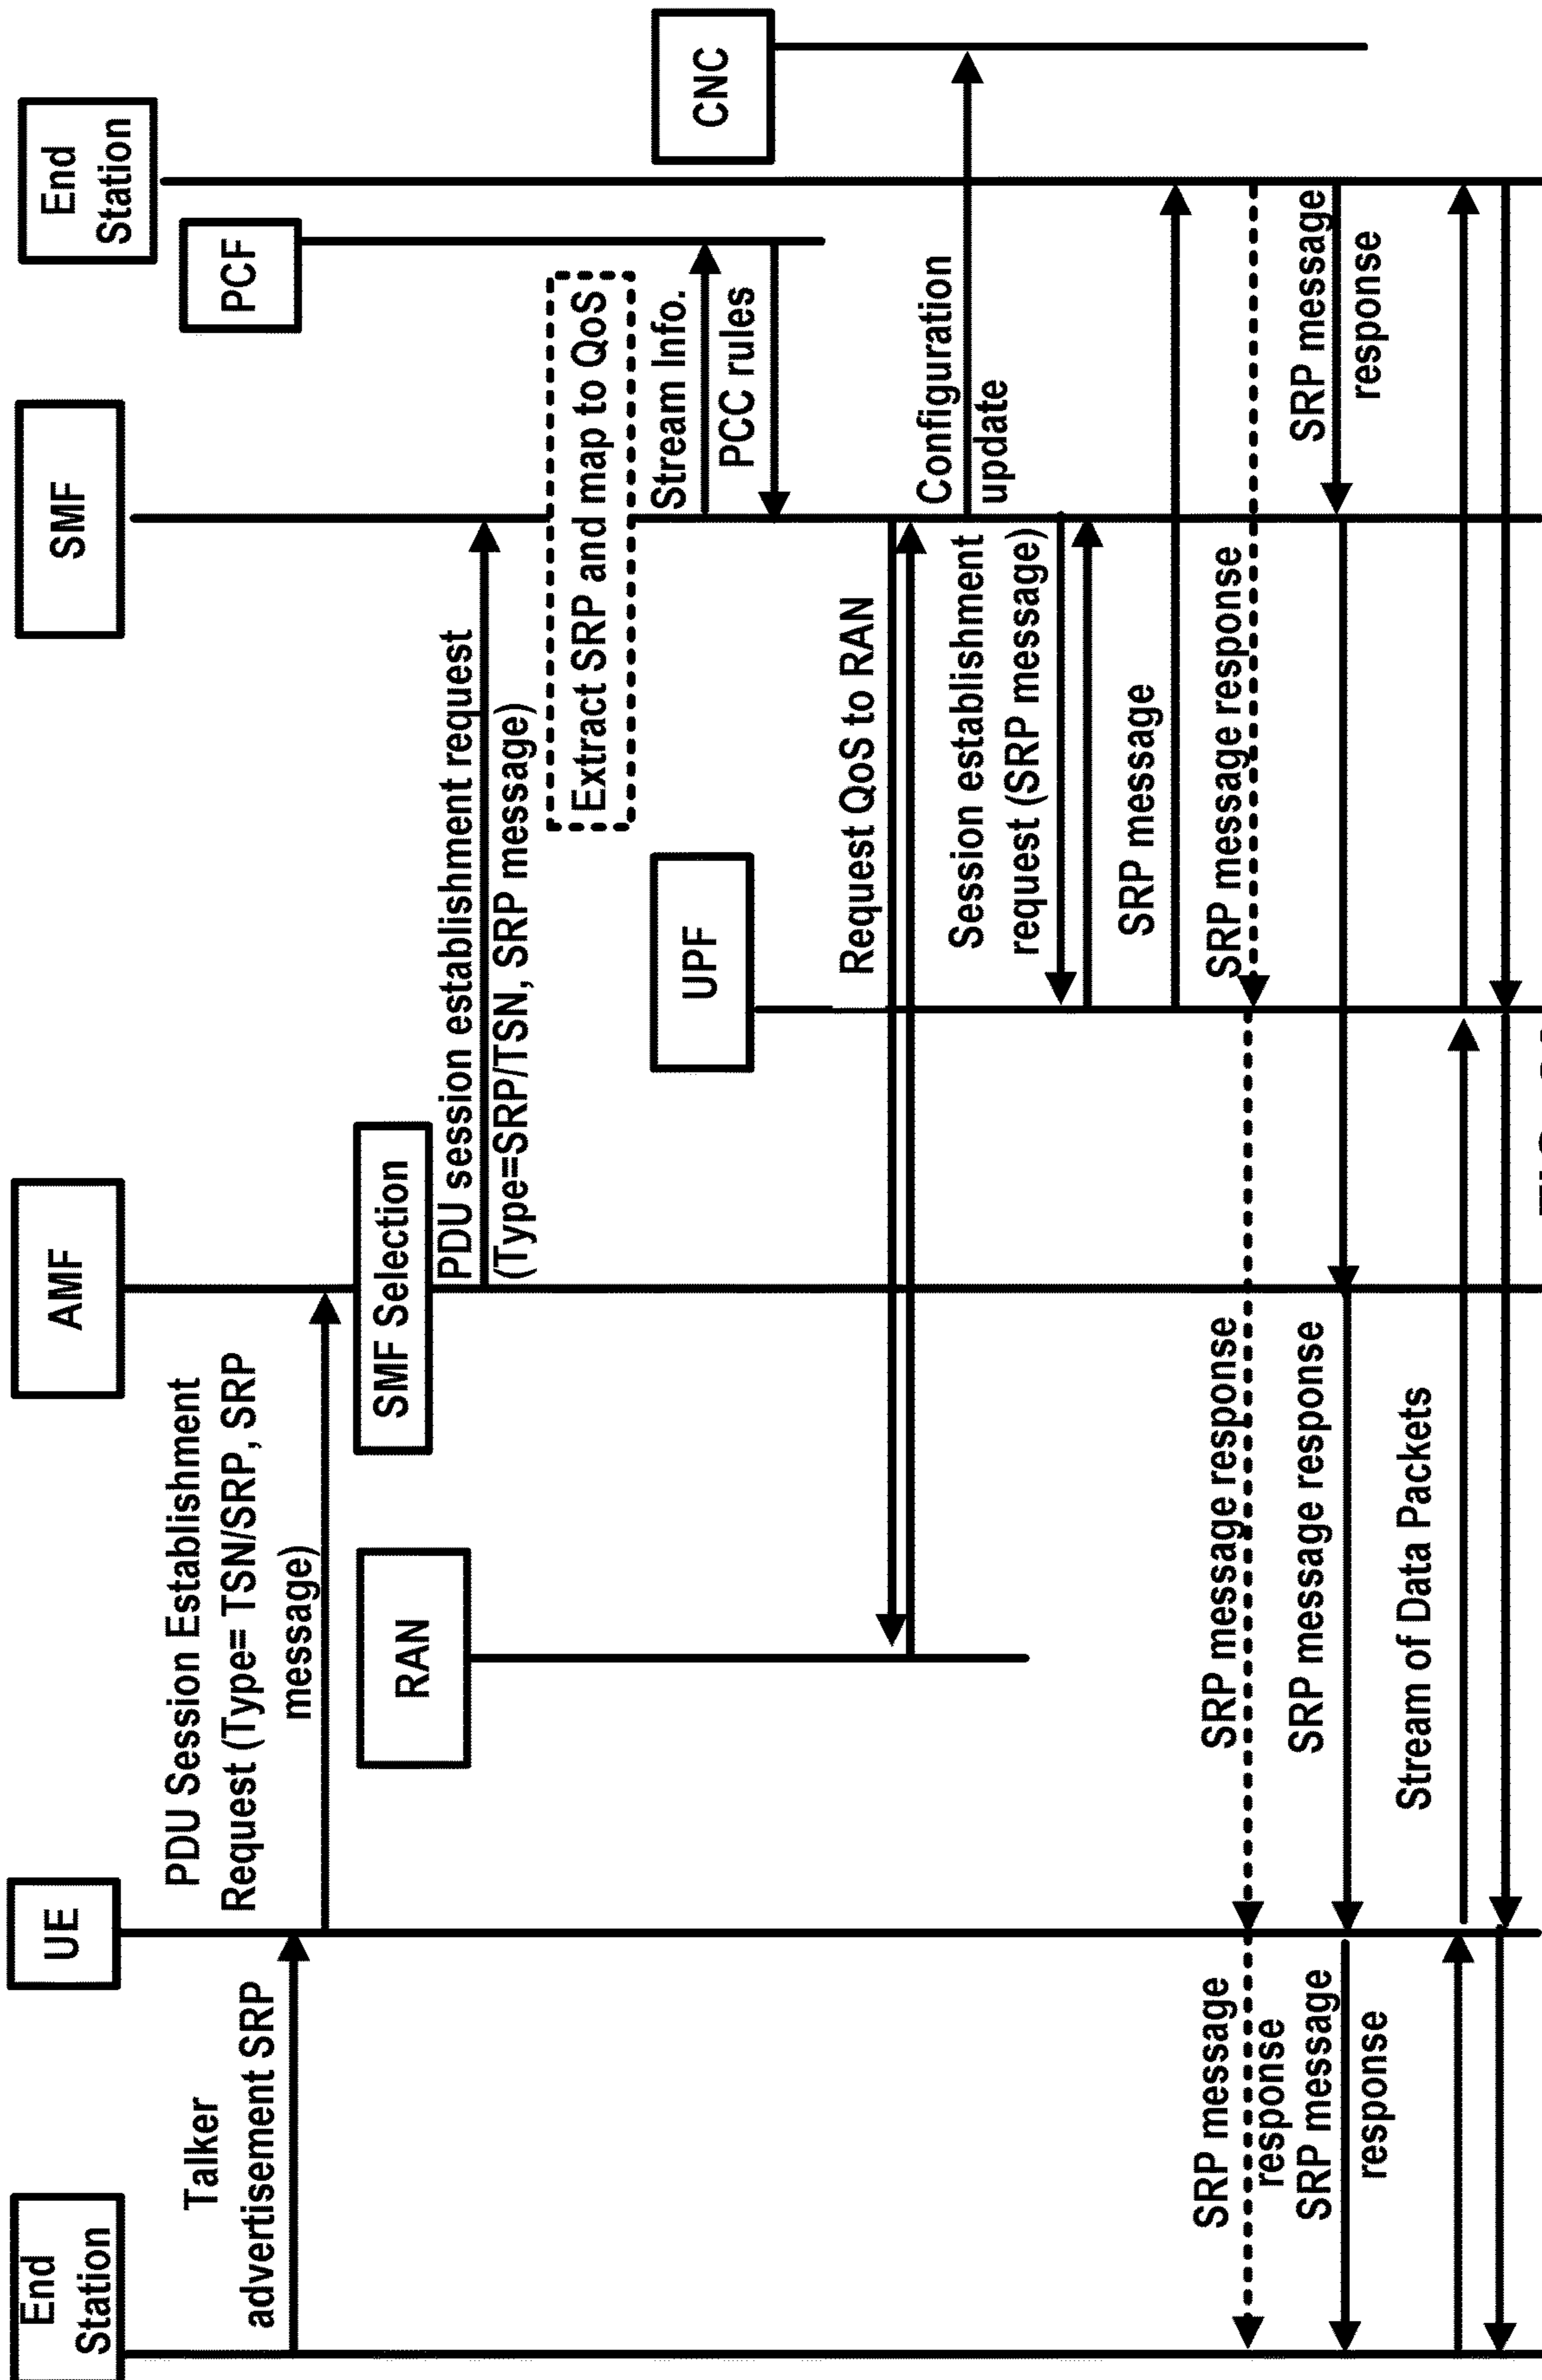 End
Station
UE
AMF
SMF
End
Station
PCF
Talker
advertisement SRP
PDU Session Establishment
Request (Type= TSN/SRP, SRP
message)
SMF Selection
RAN
PDU session establishment request
(Type=SRP/TSN, SRP message)
Extract SRP and map to QoS
UPF
CNC
Stream Info.
PCC rules
Request QoS to RAN
Configuration
update
Session establishment
request (SRP message)
SRP message
SRP message
response
SRP message response
SRP message response
SRP message
response
SRP message response
SRP message
response
Stream of Data Packets